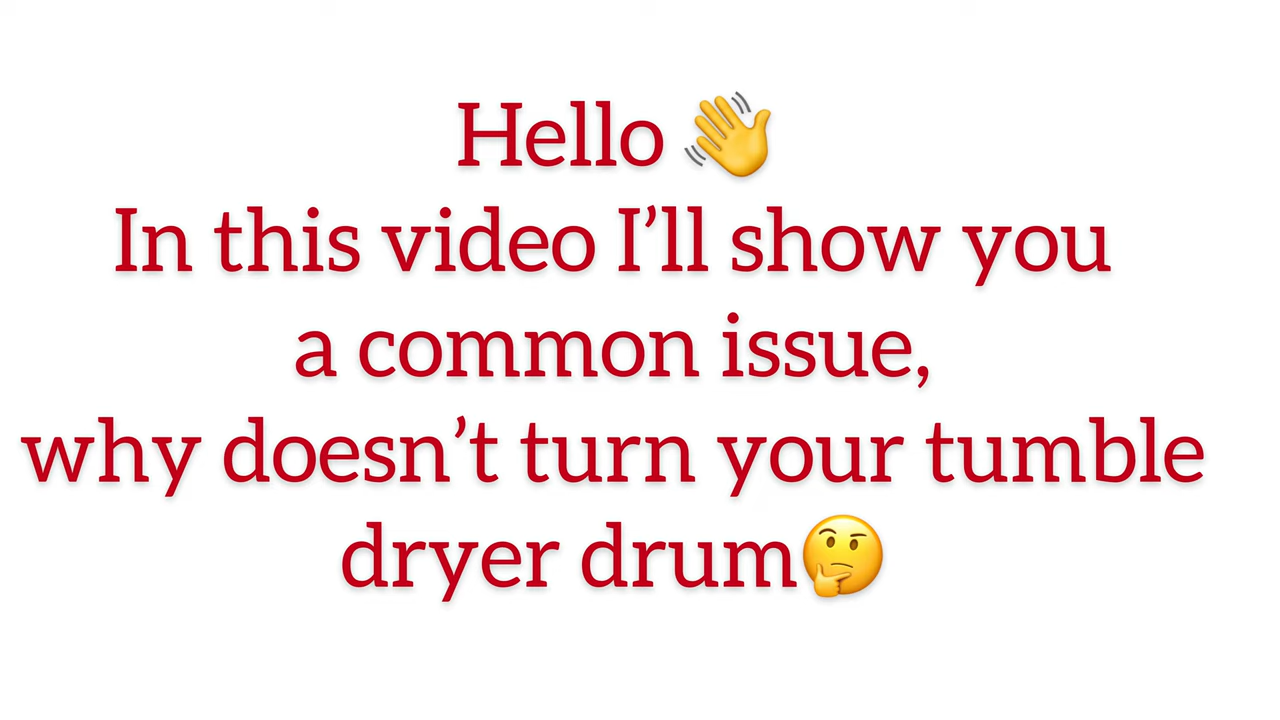 Hello 👋
In this video I’ll show you
a common issue,
why doesn’t turn your tumble
dryer drum🤔